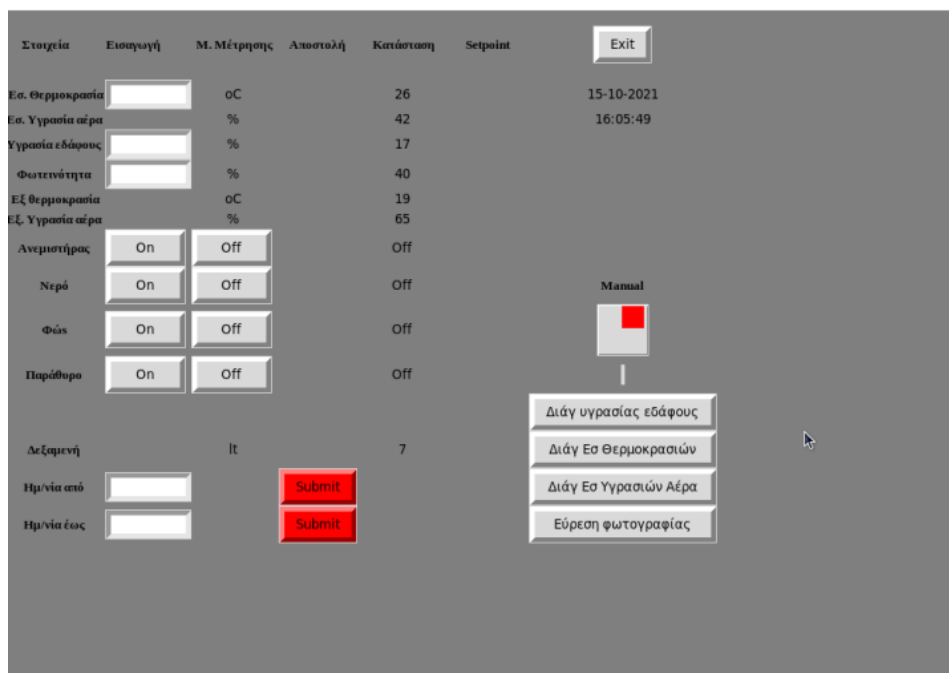 Στοιχεία Εισαγωγή Μ. Μέτρησης Αποστολή Κατάσταση Setpoint Exit
Εσ. Θερμοκρασία oC 26 15-10-2021
Εσ. Υγρασία αέρα % 42 16:05:49
Υγρασία εδάφους % 17
Φωτεινότητα % 40
Εξ θερμοκρασία oC 19
Εξ. Υγρασία αέρα % 65
Ανεμιστήρας On Off Off
Νερό On Off Off Manual
Φώς On Off Off
Παράθυρο On Off Off
Διάγ υγρασίας εδάφους
Δεξαμενή lt 7 Διάγ Εσ Θερμοκρασιών
Ημ/νία από Submit Διάγ Εσ Υγρασιών Αέρα
Ημ/νία έως Submit Εύρεση φωτογραφίας